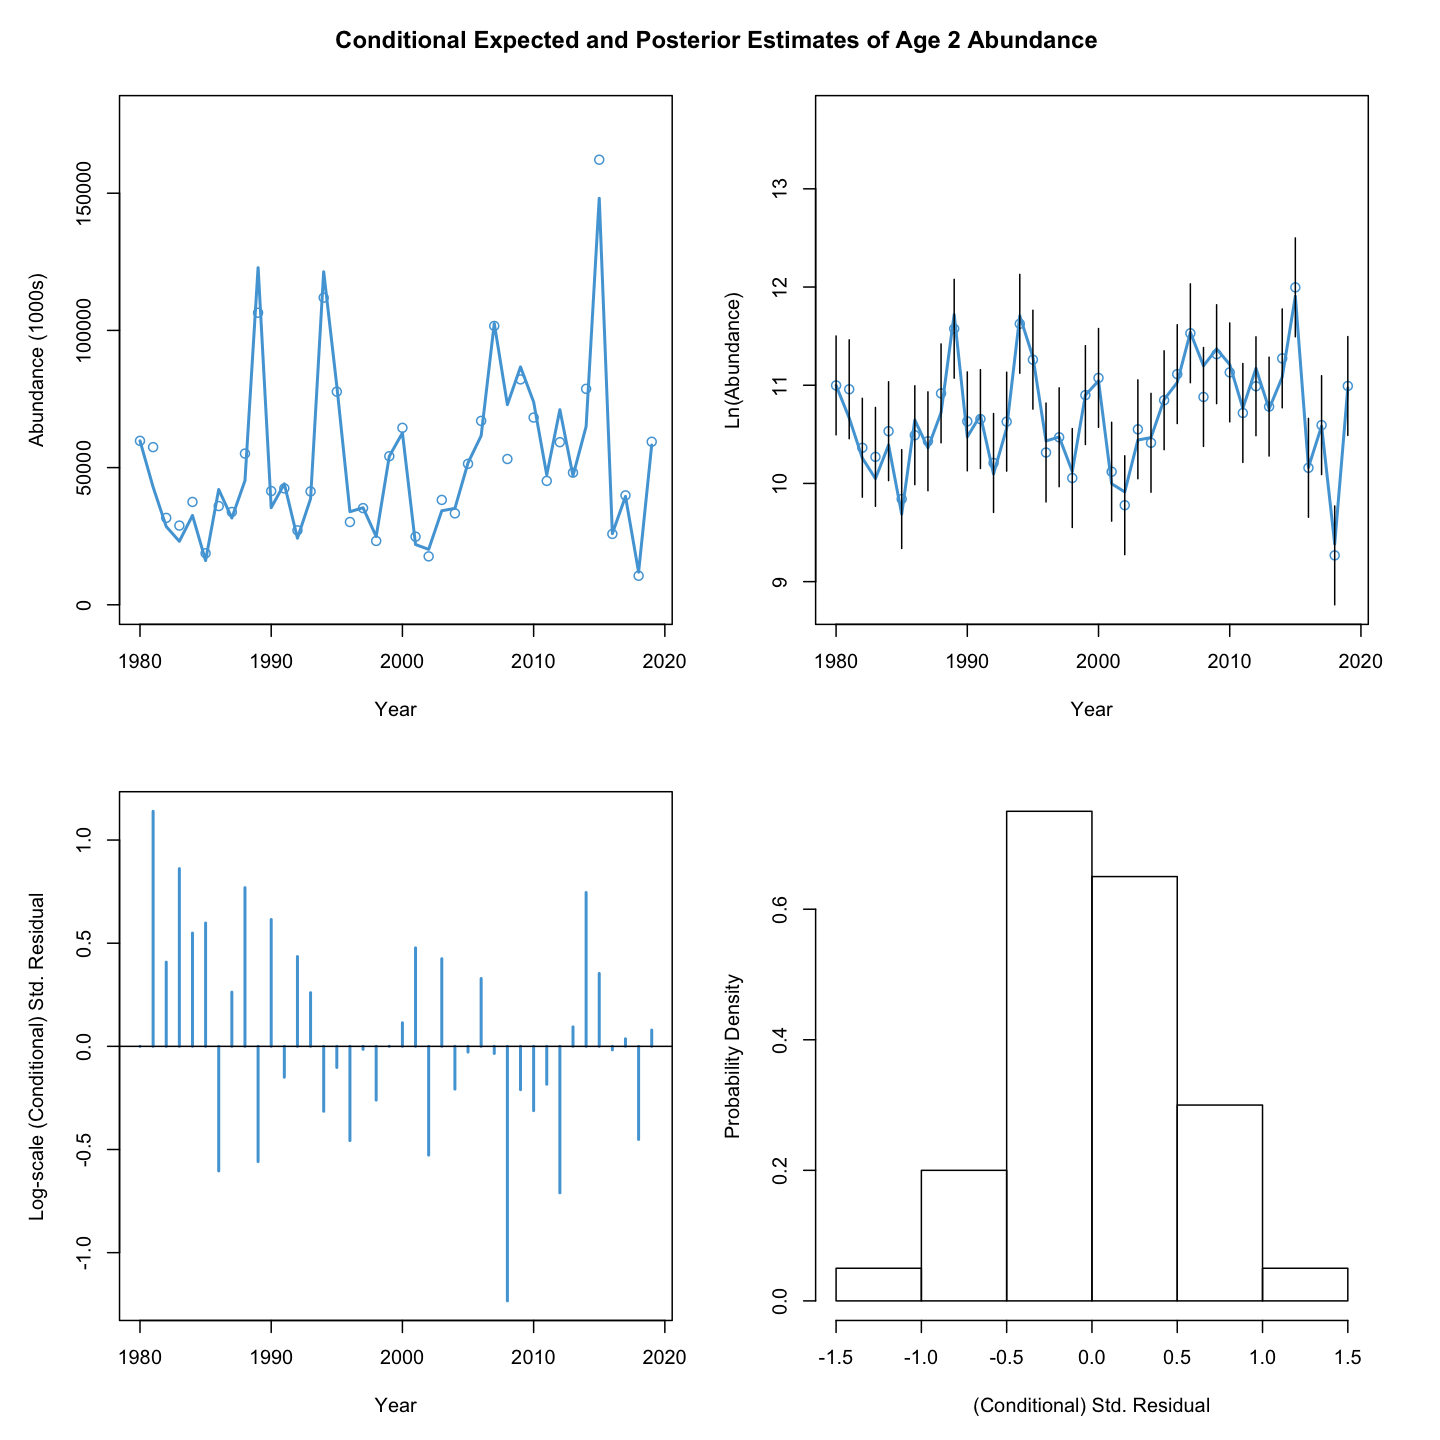 Conditional Expected and Posterior Estimates of Age 2 Abundance
Abundance (1000s)
150000
100000
50000
0
1980 1990 2000 2010 2020
Year
Ln(Abundance)
13
12
11
10
9
1980 1990 2000 2010 2020
Year
Log-scale (Conditional) Std. Residual
1.0
0.5
0.0
-0.5
-1.0
1980 1990 2000 2010 2020
Year
Probability Density
0.6
0.4
0.2
0.0
-1.5 -1.0 -0.5 0.0 0.5 1.0 1.5
(Conditional) Std. Residual